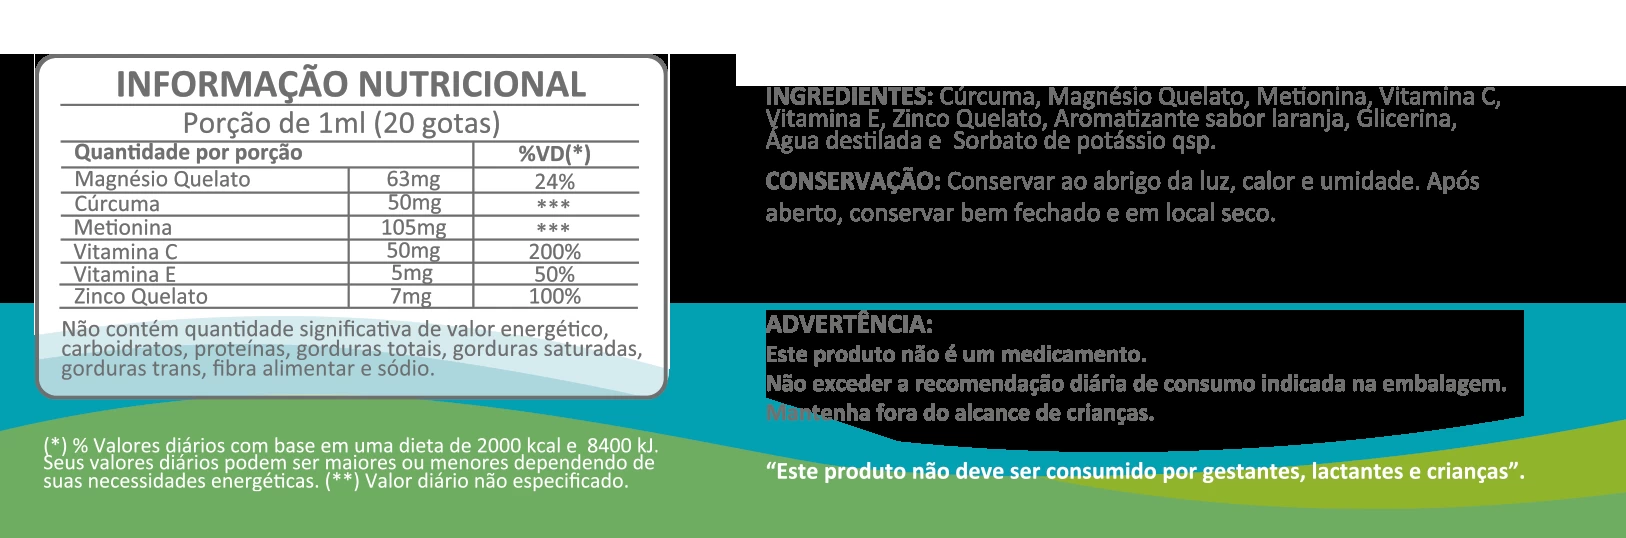 INFORMAÇÃO NUTRICIONAL
Porção de 1ml (20 gotas)
Quantidade por porção %VD(*)
Magnésio Quelato 63mg 24%
Cúrcuma 50mg ***
Metionina 105mg ***
Vitamina C 50mg 200%
Vitamina E 5mg 50%
Zinco Quelato 7mg 100%
Não contém quantidade significativa de valor energético,
carboidratos, proteínas, gorduras totais, gorduras saturadas,
gorduras trans, fibra alimentar e sódio.
(*) % Valores diários com base em uma dieta de 2000 kcal e 8400 kJ.
Seus valores diários podem ser maiores ou menores dependendo de
suas necessidades energéticas. (**) Valor diário não especificado.
INGREDIENTES: Cúrcuma, Magnésio Quelato, Metionina, Vitamina C,
Vitamina E, Zinco Quelato, Aromatizante sabor laranja, Glicerina,
Água destilada e Sorbato de potássio qsp.
CONSERVAÇÃO: Conservar ao abrigo da luz, calor e umidade. Após
aberto, conservar bem fechado e em local seco.
ADVERTÊNCIA:
Este produto não é um medicamento.
Não exceder a recomendação diária de consumo indicada na embalagem.
Mantenha fora do alcance de crianças.
“Este produto não deve ser consumido por gestantes, lactantes e crianças”.